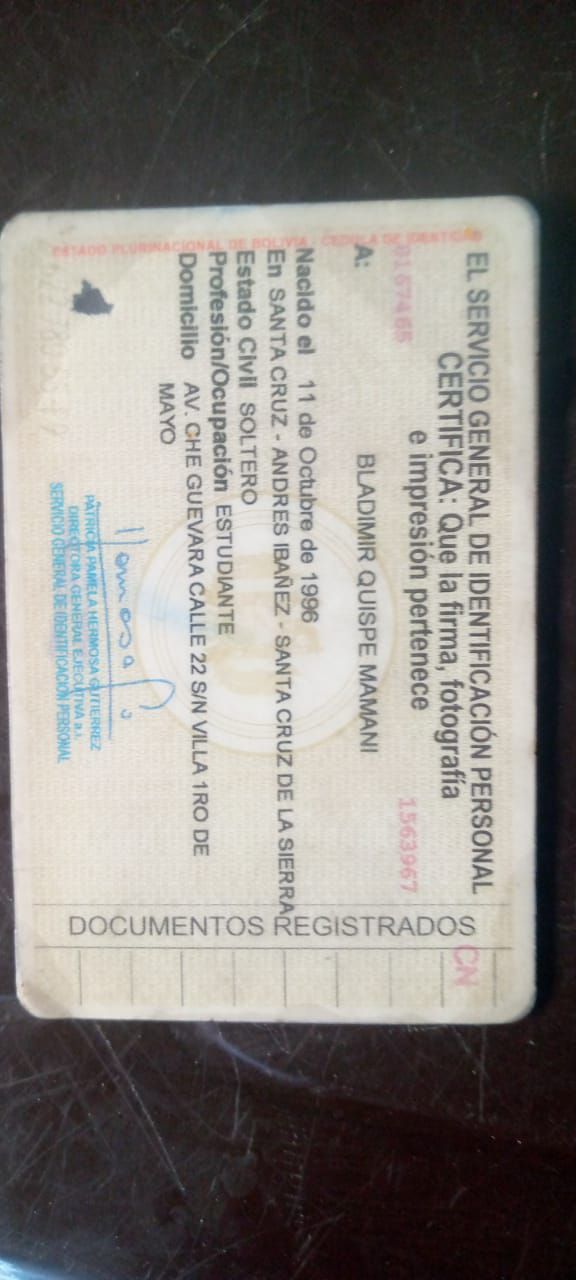 ESTADO PLURINACIONAL DE BOLIVIA - CEDULA DE IDENTIDAD
EL SERVICIO GENERAL DE IDENTIFICACIÓN PERSONAL
CERTIFICA: Que la firma, fotografía
e impresión pertenece
1563967
A: BLADIMIR QUISPE MAMANI
Nacido el 11 de Octubre de 1996
En SANTA CRUZ - ANDRES IBAÑEZ - SANTA CRUZ DE LA SIERRA
Estado Civil SOLTERO
Profesión/Ocupación ESTUDIANTE
Domicilio AV. CHE GUEVARA CALLE 22 S/N VILLA 1RO DE
MAYO
PATRICIA PAMELA HERMOSA GUTIERREZ
DIRECTORA GENERAL EJECUTIVA a.i.
SERVICIO GENERAL DE IDENTIFICACIÓN PERSONAL
CN
DOCUMENTOS REGISTRADOS